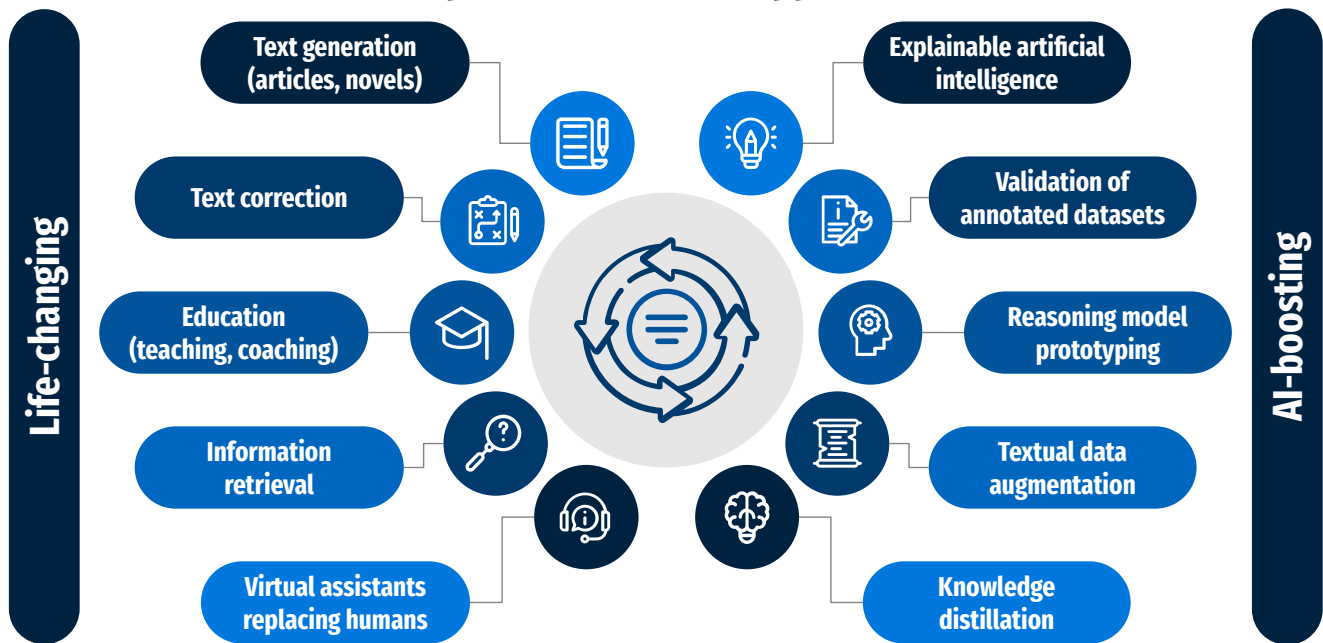 Life-changing
Text generation
(articles, novels)
Text correction
Education
(teaching, coaching)
Information
retrieval
Virtual assistants
replacing humans
Explainable artificial
intelligence
Validation of
annotated datasets
Reasoning model
prototyping
Textual data
augmentation
Knowledge
distillation
AI-boosting